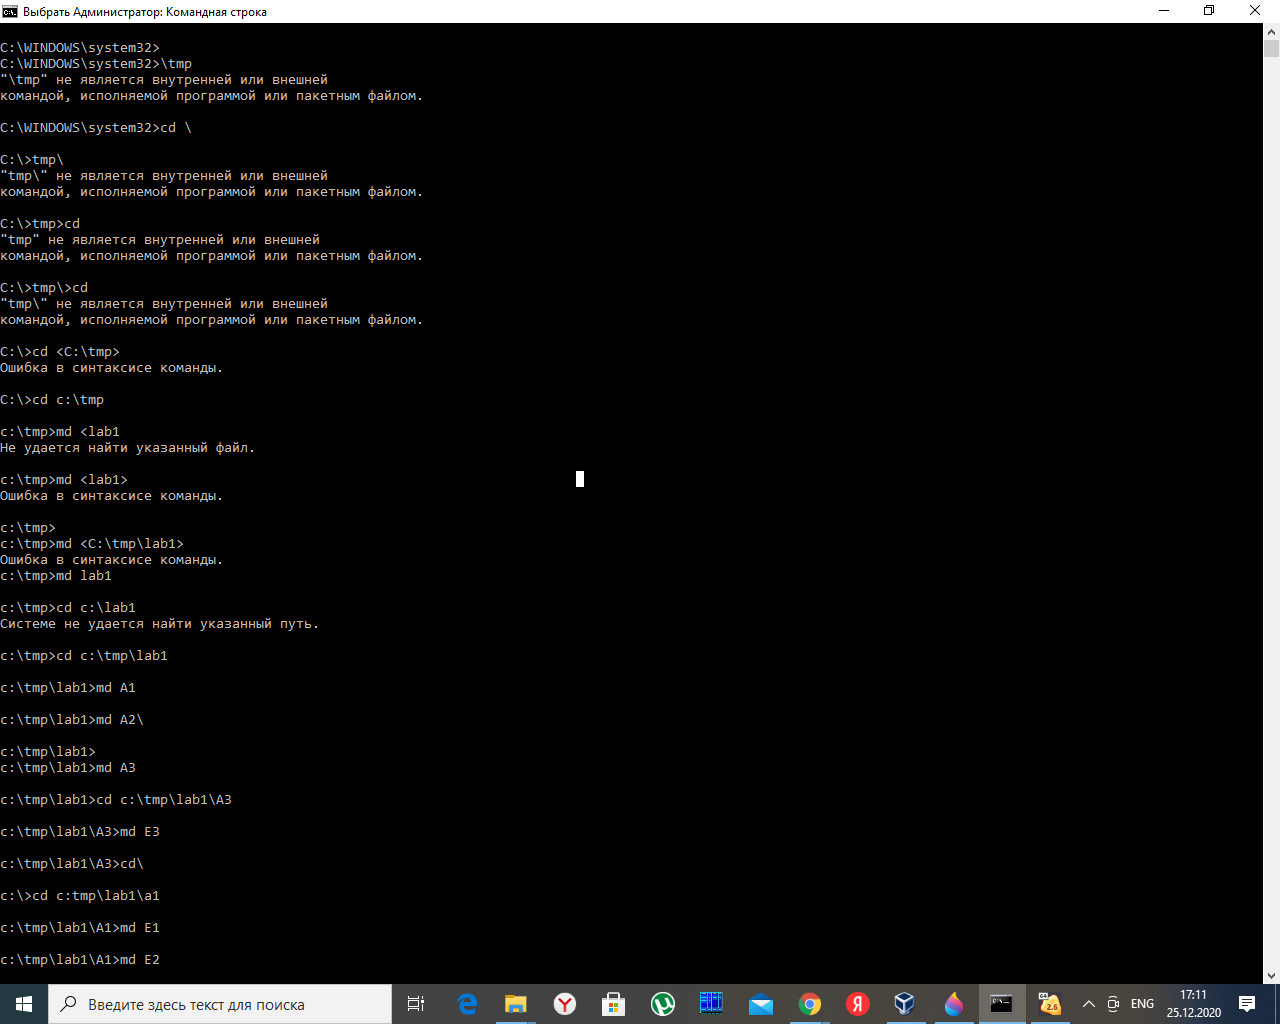 Выбрать Администратор: Командная строка
C:\WINDOWS\system32>
C:\WINDOWS\system32>\tmp
"\tmp" не является внутренней или внешней
командой, исполняемой программой или пакетным файлом.
C:\WINDOWS\system32>cd \
C:\>tmp\
"tmp\" не является внутренней или внешней
командой, исполняемой программой или пакетным файлом.
C:\>tmp>cd
"tmp" не является внутренней или внешней
командой, исполняемой программой или пакетным файлом.
C:\>tmp\>cd
"tmp\" не является внутренней или внешней
командой, исполняемой программой или пакетным файлом.
C:\>cd <C:\tmp>
Ошибка в синтаксисе команды.
C:\>cd c:\tmp
c:\tmp>md <lab1
Не удается найти указанный файл.
c:\tmp>md <lab1>
Ошибка в синтаксисе команды.
c:\tmp>
c:\tmp>md <C:\tmp\lab1>
Ошибка в синтаксисе команды.
c:\tmp>md lab1
c:\tmp>cd c:\lab1
Системе не удается найти указанный путь.
c:\tmp>cd c:\tmp\lab1
c:\tmp\lab1>md A1
c:\tmp\lab1>md A2\
c:\tmp\lab1>
c:\tmp\lab1>md A3
c:\tmp\lab1>cd c:\tmp\lab1\A3
c:\tmp\lab1\A3>md E3
c:\tmp\lab1\A3>cd\
c:\>cd c:tmp\lab1\a1
c:\tmp\lab1\A1>md E1
c:\tmp\lab1\A1>md E2
Введите здесь текст для поиска
64
2.6
ENG
17:11
25.12.2020